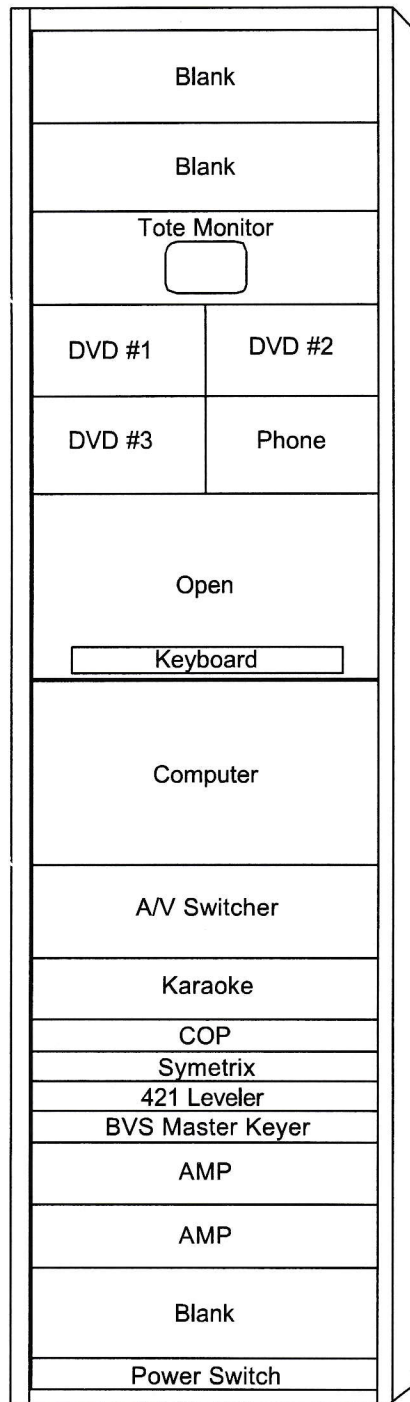 Blank
Blank
Tote Monitor
DVD #1 DVD #2
DVD #3 Phone
Open
Keyboard
Computer
A/V Switcher
Karaoke
COP
Symetrix
421 Leveler
BVS Master Keyer
AMP
AMP
Blank
Power Switch